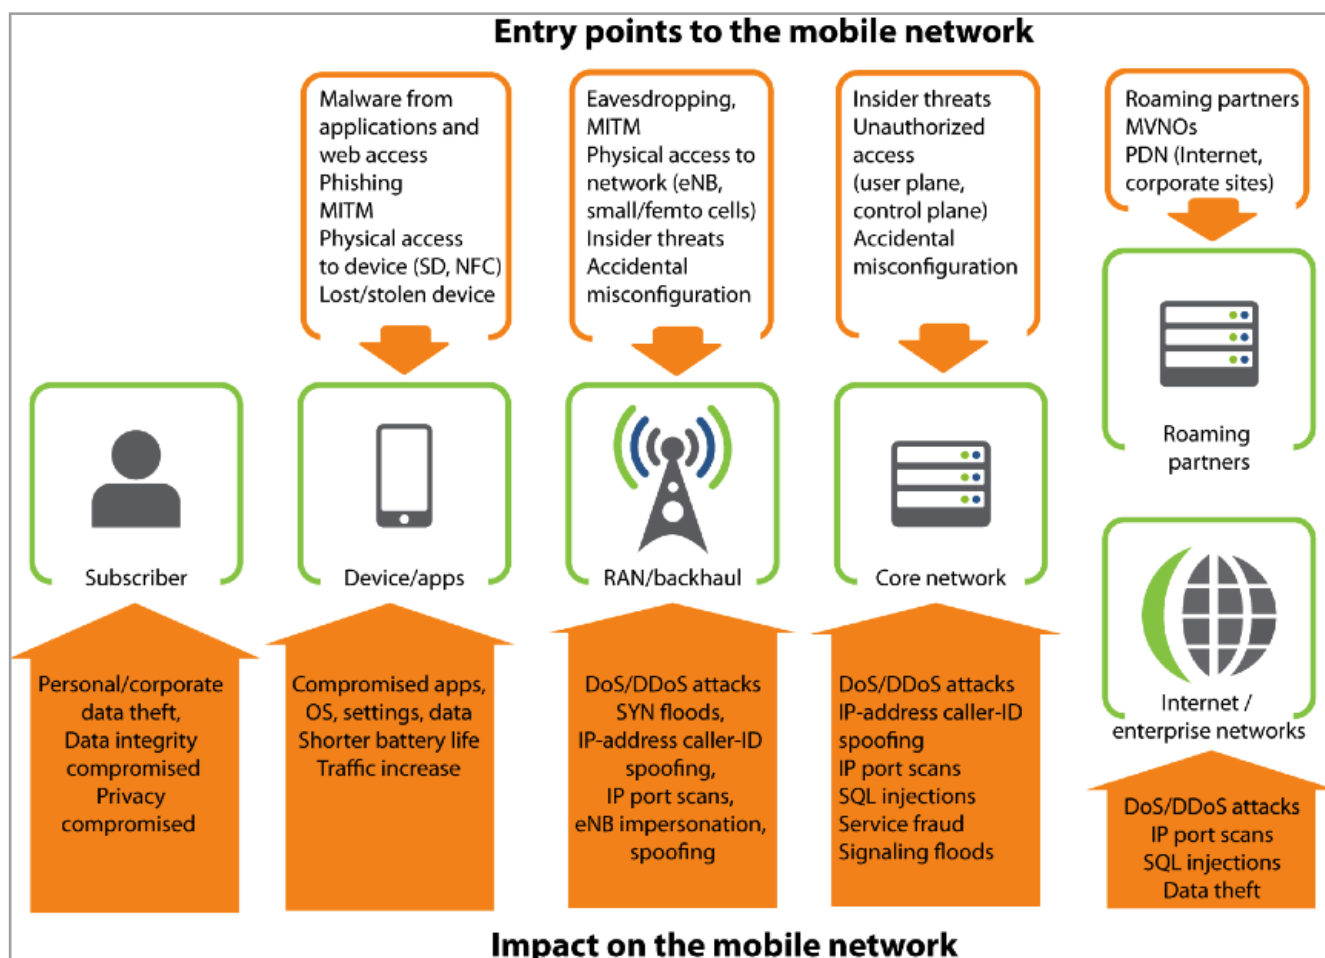 Entry points to the mobile network
Malware from
applications and
web access
Phishing
MITM
Physical access
to device (SD, NFC)
Lost/stolen device
Eavesdropping,
MITM
Physical access to
network (eNB,
small/femto cells)
Insider threats
Accidental
misconfiguration
Insider threats
Unauthorized
access
(user plane,
control plane)
Accidental
misconfiguration
Roaming partners
MVNOs
PDN (Internet,
corporate sites)
Subscriber
Device/apps
RAN/backhaul
Core network
Roaming
partners
Internet /
enterprise networks
Personal/corporate
data theft,
Data integrity
compromised
Privacy
compromised
Compromised apps,
OS, settings, data
Shorter battery life
Traffic increase
DoS/DDoS attacks
SYN floods,
IP-address caller-ID
spoofing,
IP port scans,
eNB impersonation,
spoofing
DoS/DDoS attacks
IP-address caller-ID
spoofing
IP port scans
SQL injections
Service fraud
Signaling floods
DoS/DDoS attacks
IP port scans
SQL injections
Data theft
Impact on the mobile network